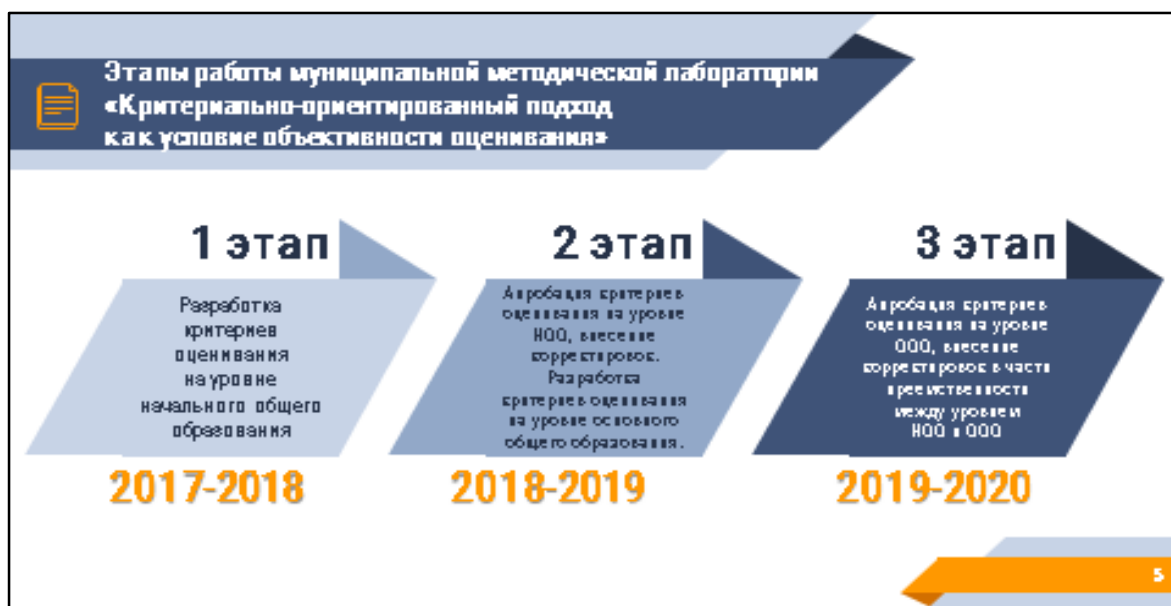 Этапы работы муниципальной методической лаборатории
«Критериально-ориентированный подход
как условие объективности оценивания»
1 этап
Разработка
критериев
оценивания
на уровне
начального общего
образования
2017-2018
2 этап
Апробация критериев
оценивания на уровне
НОО, внесение
корректировок.
Разработка
критериев оценивания
на уровне основного
общего образования.
2018-2019
3 этап
Апробация критериев
оценивания на уровне
ООО, внесение
корректировок в части
преемственности
между уровнем
НОО и ООО
2019-2020
5